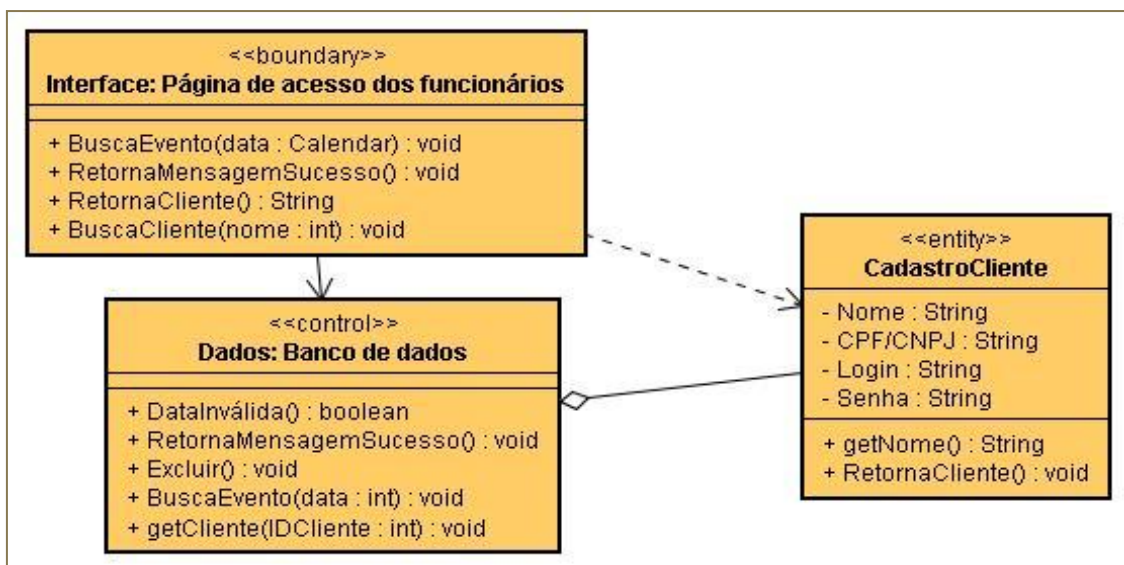 <<boundary>>
Interface: Página de acesso dos funcionários
+ BuscaEvento(data : Calendar) : void
+ RetornaMensagemSucesso() : void
+ RetornaCliente() : String
+ BuscaCliente(nome : int) : void
<<control>>
Dados: Banco de dados
+ DataInválida() : boolean
+ RetornaMensagemSucesso() : void
+ Excluir() : void
+ BuscaEvento(data : int) : void
+ getCliente(IDCliente : int) : void
<<entity>>
CadastroCliente
- Nome : String
- CPF/CNPJ : String
- Login : String
- Senha : String
+ getNome() : String
+ RetornaCliente() : void